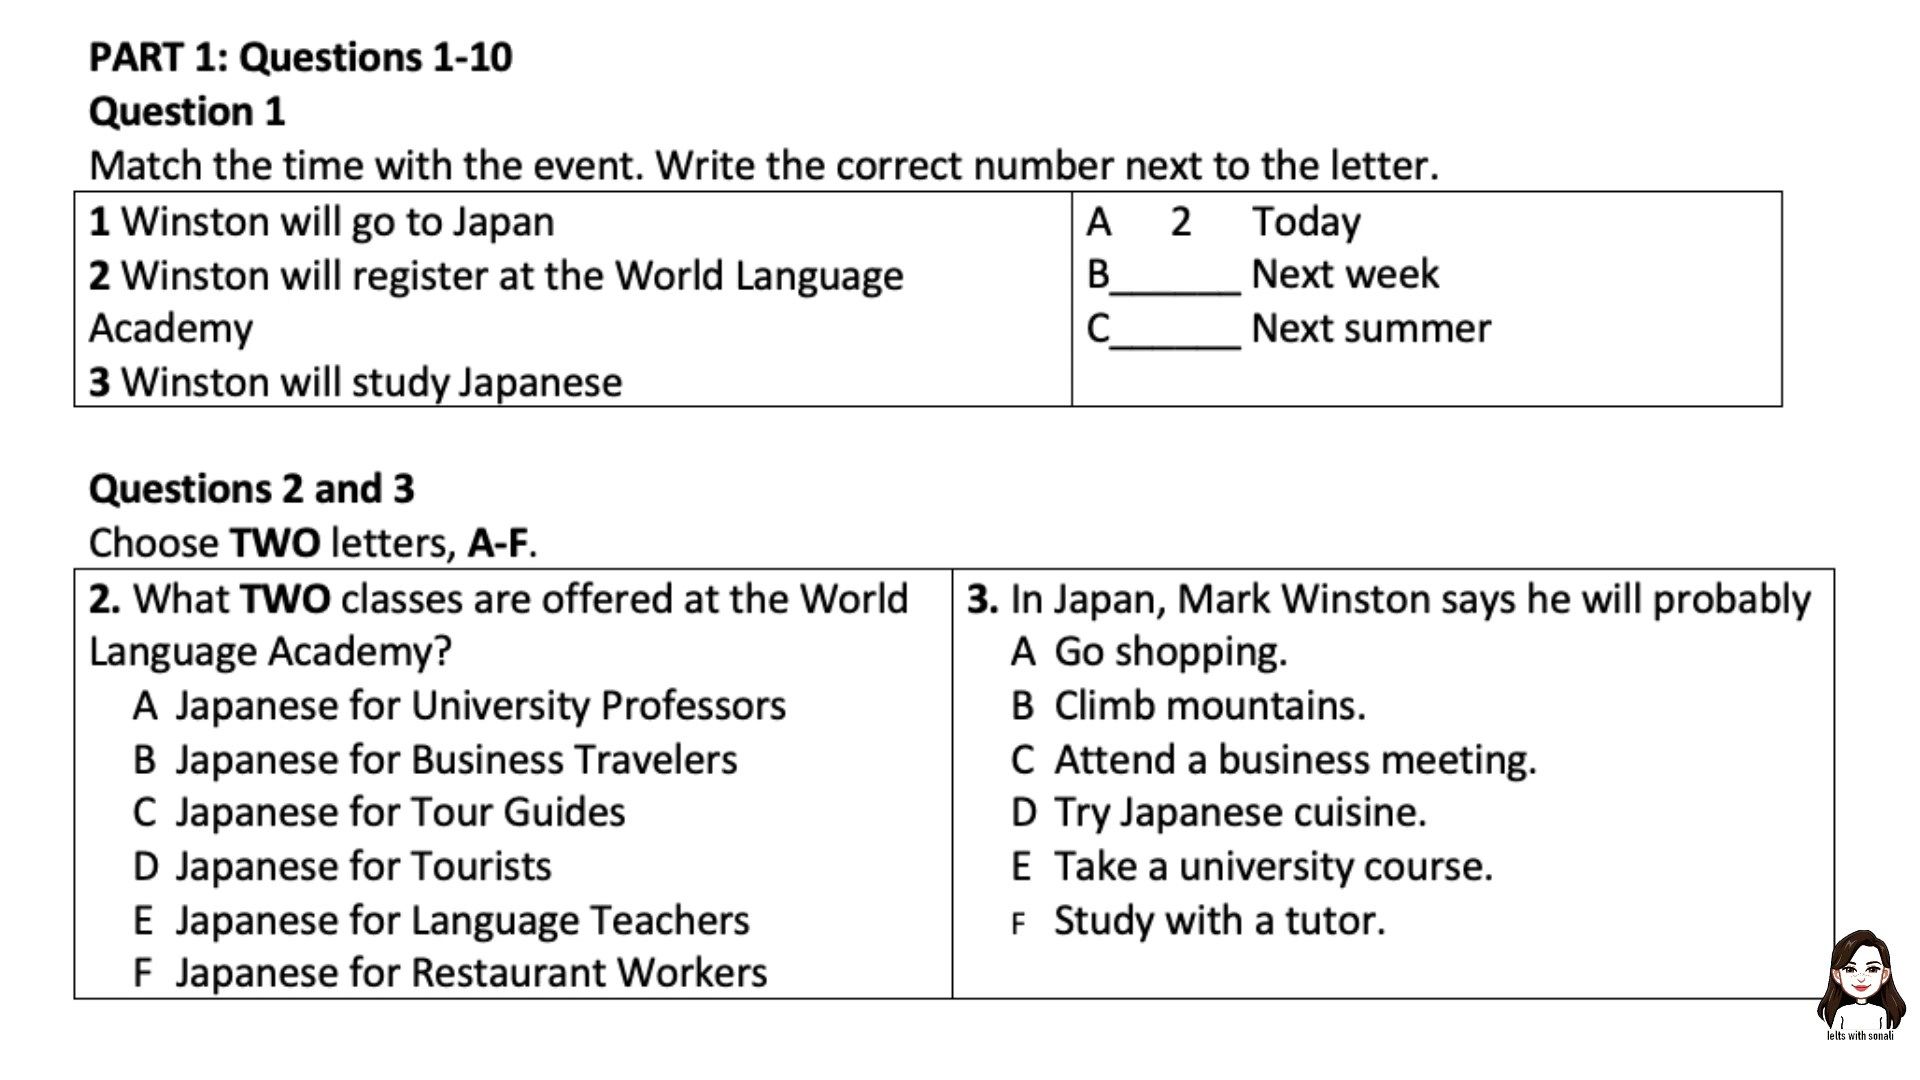 PART 1: Questions 1-10
Question 1
Match the time with the event. Write the correct number next to the letter.
1 Winston will go to Japan
2 Winston will register at the World Language
Academy
3 Winston will study Japanese
A 2 Today
B______ Next week
C______ Next summer
Questions 2 and 3
Choose TWO letters, A-F.
2. What TWO classes are offered at the World
Language Academy?
A Japanese for University Professors
B Japanese for Business Travelers
C Japanese for Tour Guides
D Japanese for Tourists
E Japanese for Language Teachers
F Japanese for Restaurant Workers
3. In Japan, Mark Winston says he will probably
A Go shopping.
B Climb mountains.
C Attend a business meeting.
D Try Japanese cuisine.
E Take a university course.
F Study with a tutor.
Ielts with sonali